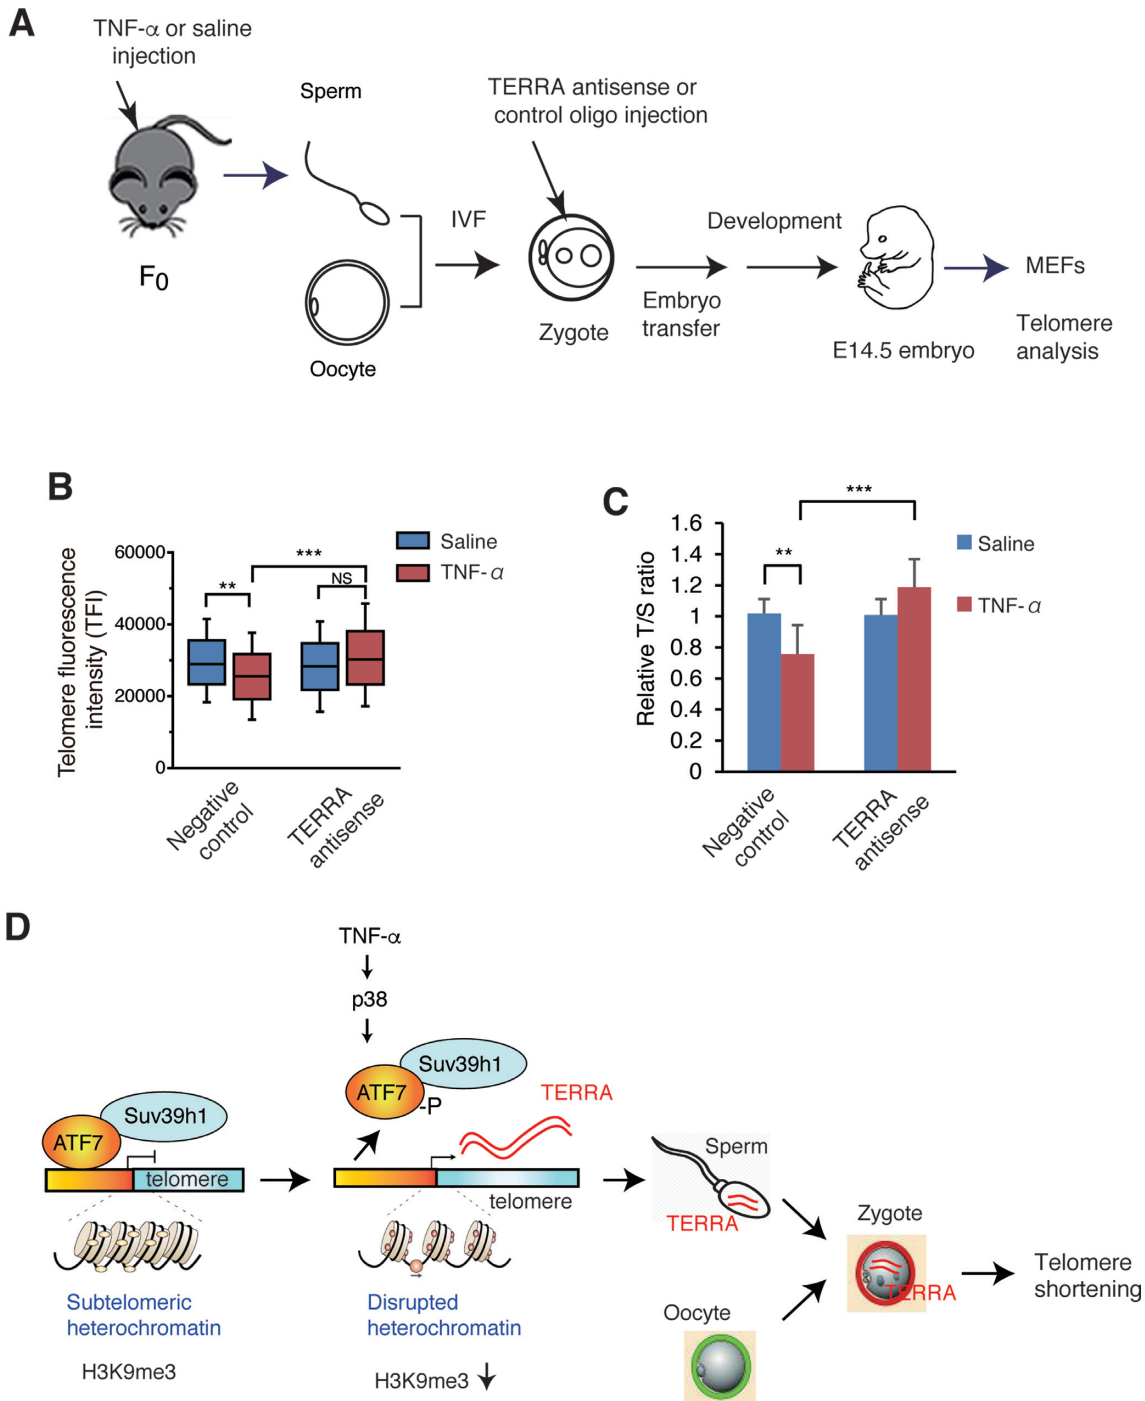 A
TNF-α or saline
injection
F0
Sperm
Oocyte
IVF
TERRA antisense or
control oligo injection
Zygote
Embryo
transfer
Development
E14.5 embryo
MEFs
Telomere
analysis
B
Telomere fluorescence
intensity (TFI)
60000
40000
20000
0
**
***
NS
Saline
TNF-α
Negative
control
TERRA
antisense
C
Relative T/S ratio
1.6
1.4
1.2
1
0.8
0.6
0.4
0.2
0
**
***
Saline
TNF-α
Negative
control
TERRA
antisense
D
ATF7
Suv39h1
telomere
Subtelomeric
heterochromatin
H3K9me3
TNF-α
p38
ATF7
Suv39h1
-P
TERRA
telomere
Disrupted
heterochromatin
H3K9me3
Sperm
TERRA
Oocyte
Zygote
TERRA
Telomere
shortening